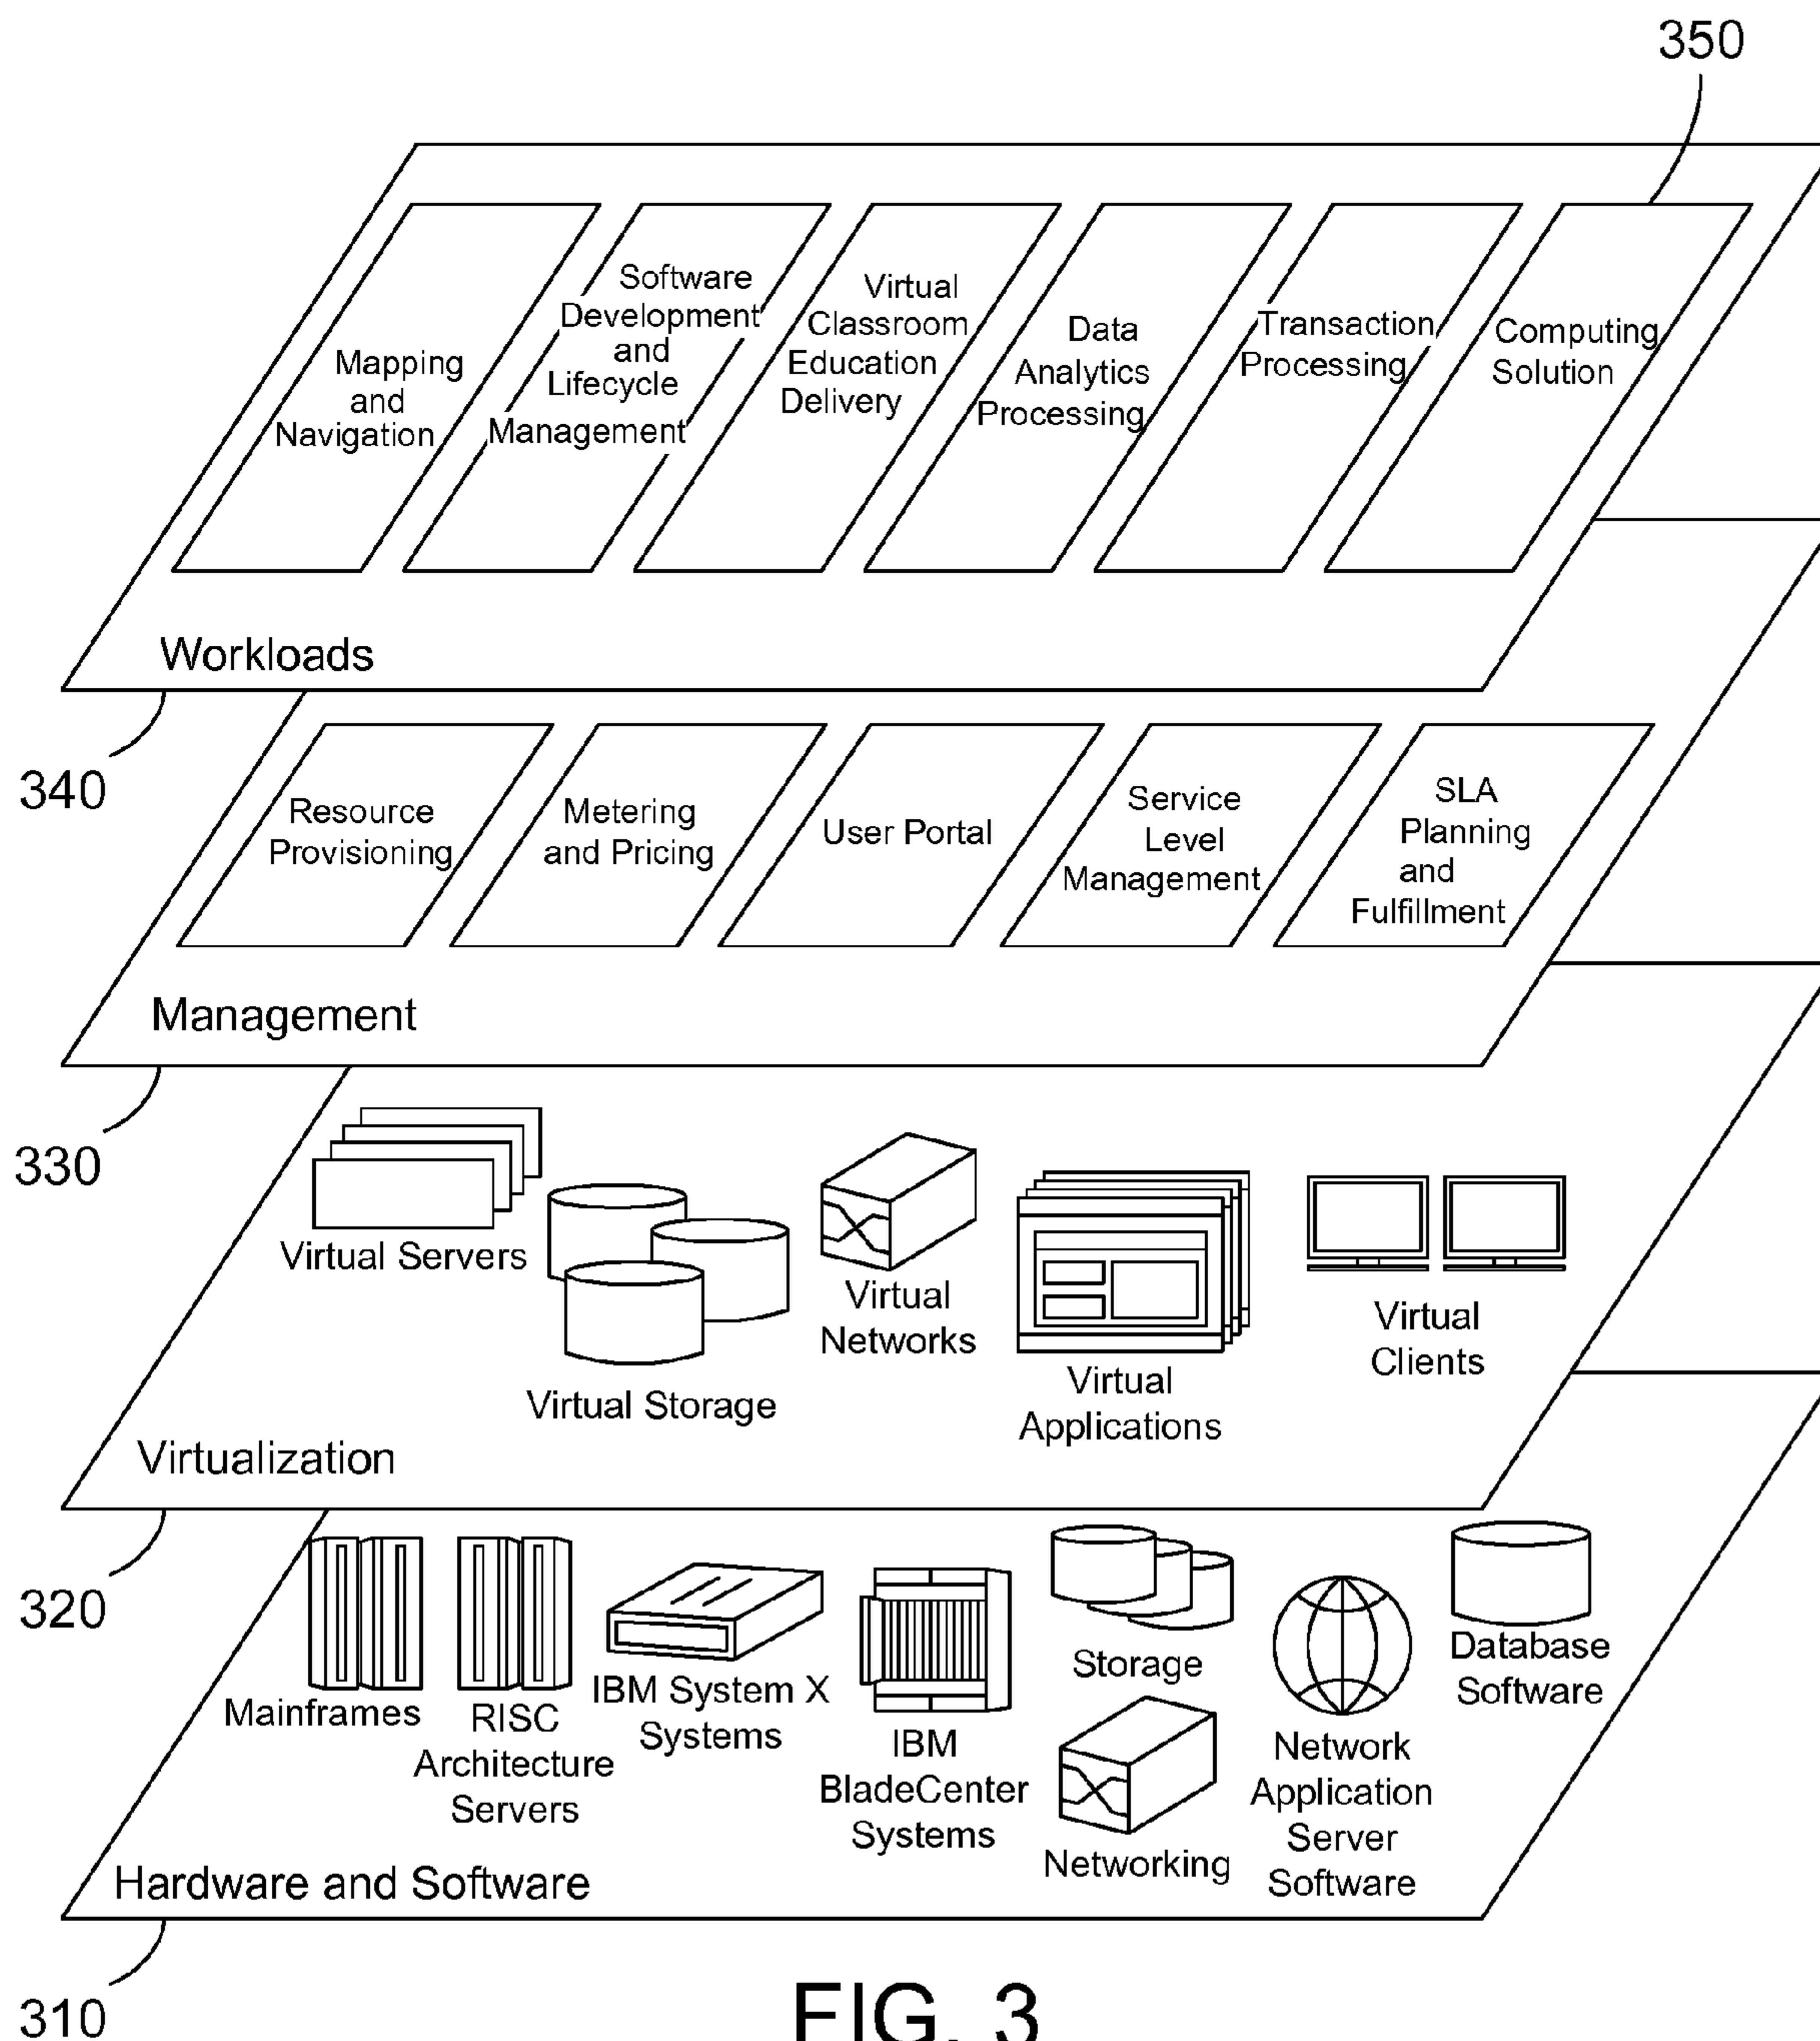 350
Mapping
and
Navigation
Software
Development
and
Lifecycle
Management
Virtual
Classroom
Education
Delivery
Data
Analytics
Processing
Transaction
Processing
Computing
Solution
Workloads
340
Resource
Provisioning
Metering
and Pricing
User Portal
Service
Level
Management
SLA
Planning
and
Fulfillment
Management
330
Virtual Servers
Virtual Storage
Virtual
Networks
Virtual
Applications
Virtual
Clients
Virtualization
320
Mainframes
RISC
Architecture
Servers
IBM System X
Systems
IBM
BladeCenter
Systems
Storage
Networking
Network
Application
Server
Software
Database
Software
Hardware and Software
310
FIG. 3